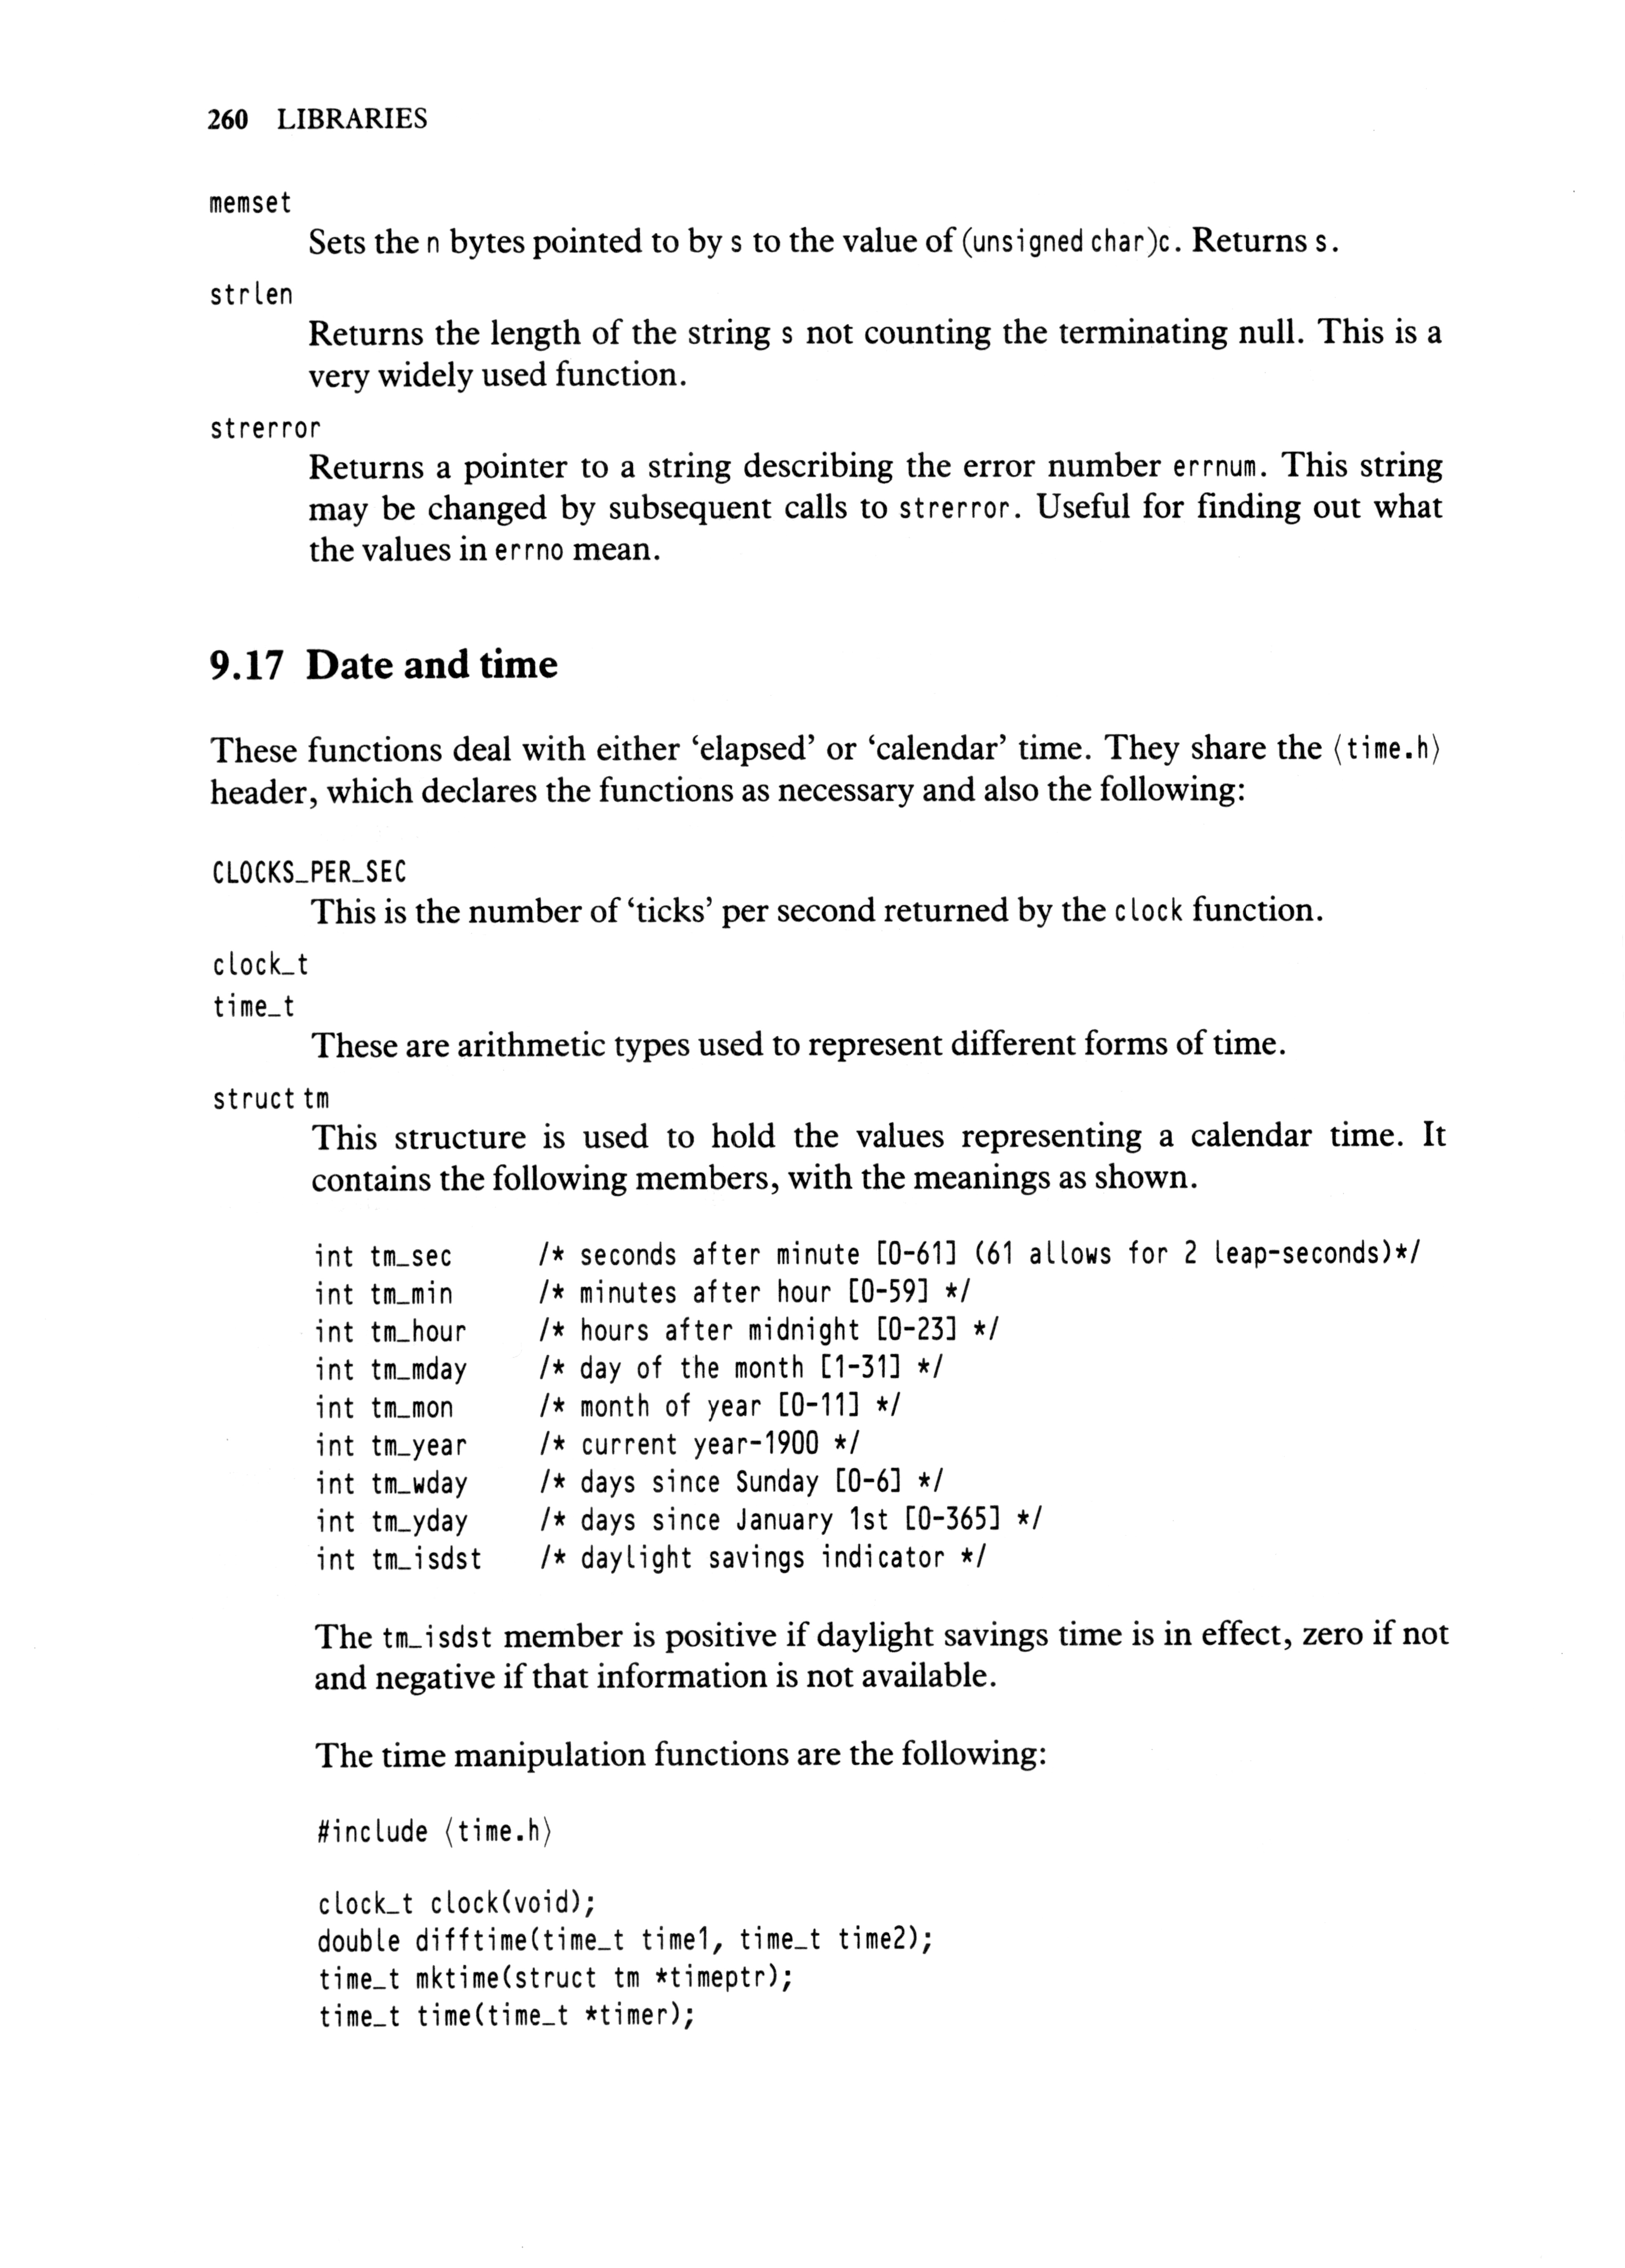 260 LIBRARIES
memset
Sets the n bytes pointed to by s to the value of (unsigned char)c. Returns s.
strlen
Returns the length of the string s not counting the terminating null. This is a
very widely used function.
strerror
Returns a pointer to a string describing the error number errnum. This string
may be changed by subsequent calls to strerror. Useful for finding out what
the values in errno mean.
9.17 Date and time
These functions deal with either ‘elapsed’ or ‘calendar’ time. They share the ⟨time.h⟩
header, which declares the functions as necessary and also the following:
CLOCKS_PER_SEC
This is the number of ‘ticks’ per second returned by the clock function.
clock_t
time_t
These are arithmetic types used to represent different forms of time.
struct tm
This structure is used to hold the values representing a calendar time. It
contains the following members, with the meanings as shown.
int tm_sec /* seconds after minute [0-61] (61 allows for 2 leap-seconds)*/
int tm_min /* minutes after hour [0-59] */
int tm_hour /* hours after midnight [0-23] */
int tm_mday /* day of the month [1-31] */
int tm_mon /* month of year [0-11] */
int tm_year /* current year-1900 */
int tm_wday /* days since Sunday [0-6] */
int tm_yday /* days since January 1st [0-365] */
int tm_isdst /* daylight savings indicator */
The tm_isdst member is positive if daylight savings time is in effect, zero if not
and negative if that information is not available.
The time manipulation functions are the following:
#include ⟨time.h⟩
clock_t clock(void);
double difftime(time_t time1, time_t time2);
time_t mktime(struct tm *timeptr);
time_t time(time_t *timer);